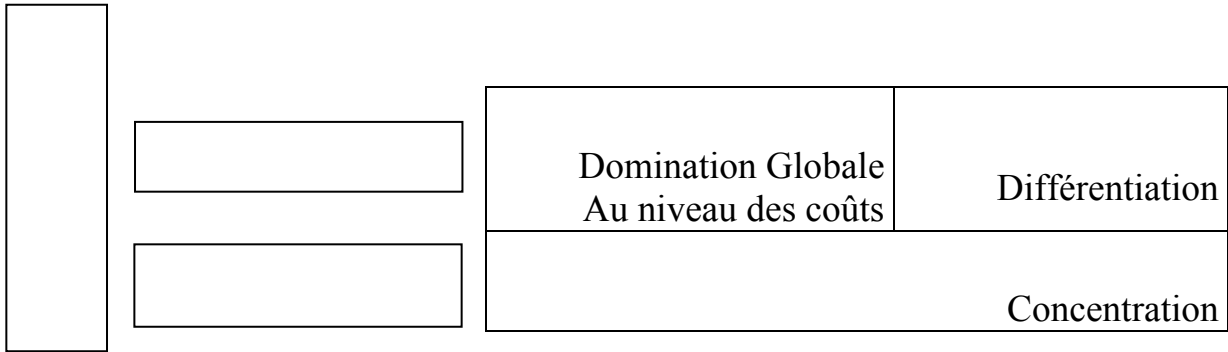 Domination Globale
Au niveau des coûts
Différentiation
Concentration